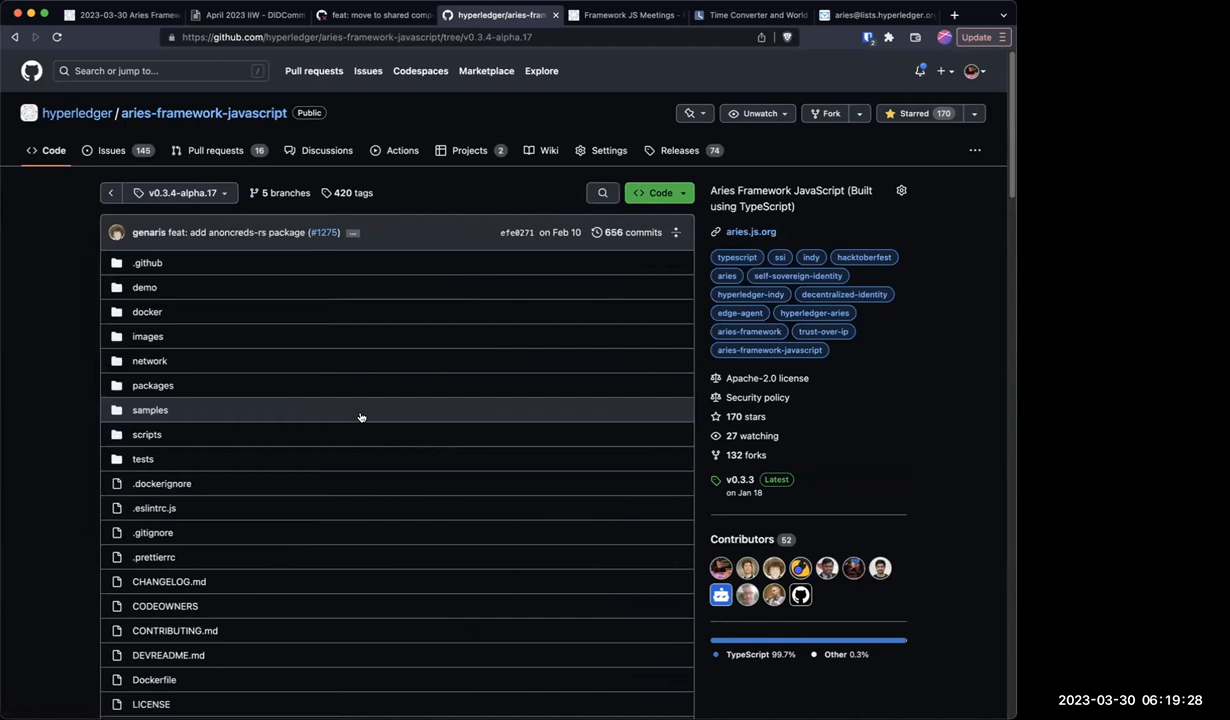 2023-03-30 Aries Framew
April 2023 IIW - DIDComm
feat: move to shared comp
hyperledger/aries-fram
Framework JS Meetings -
Time Converter and World
aries@lists.hyperledger.or
https://github.com/hyperledger/aries-framework-javascript/tree/v0.3.4-alpha.17
2
Update
Search or jump to...
/
Pull requests
Issues
Codespaces
Marketplace
Explore
hyperledger / aries-framework-javascript
Public
Unwatch
Fork
Starred 170
Code
Issues 145
Pull requests 16
Discussions
Actions
Projects 2
Wiki
Settings
Releases 74
v0.3.4-alpha.17
5 branches
420 tags
Code
genaris feat: add anoncreds-rs package (#1275)
efe0271 on Feb 10
656 commits
.github
demo
docker
images
network
packages
samples
scripts
tests
.dockerignore
.eslintrc.js
.gitignore
.prettierrc
CHANGELOG.md
CODEOWNERS
CONTRIBUTING.md
DEVREADME.md
Dockerfile
LICENSE
Aries Framework JavaScript (Built
using TypeScript)
aries.js.org
typescript ssi indy hacktoberfest
aries self-sovereign-identity
hyperledger-indy decentralized-identity
edge-agent hyperledger-aries
aries-framework trust-over-ip
aries-framework-javascript
Apache-2.0 license
Security policy
170 stars
27 watching
132 forks
v0.3.3 Latest
on Jan 18
Contributors 52
TypeScript 99.7% Other 0.3%
2023-03-30 06:19:28